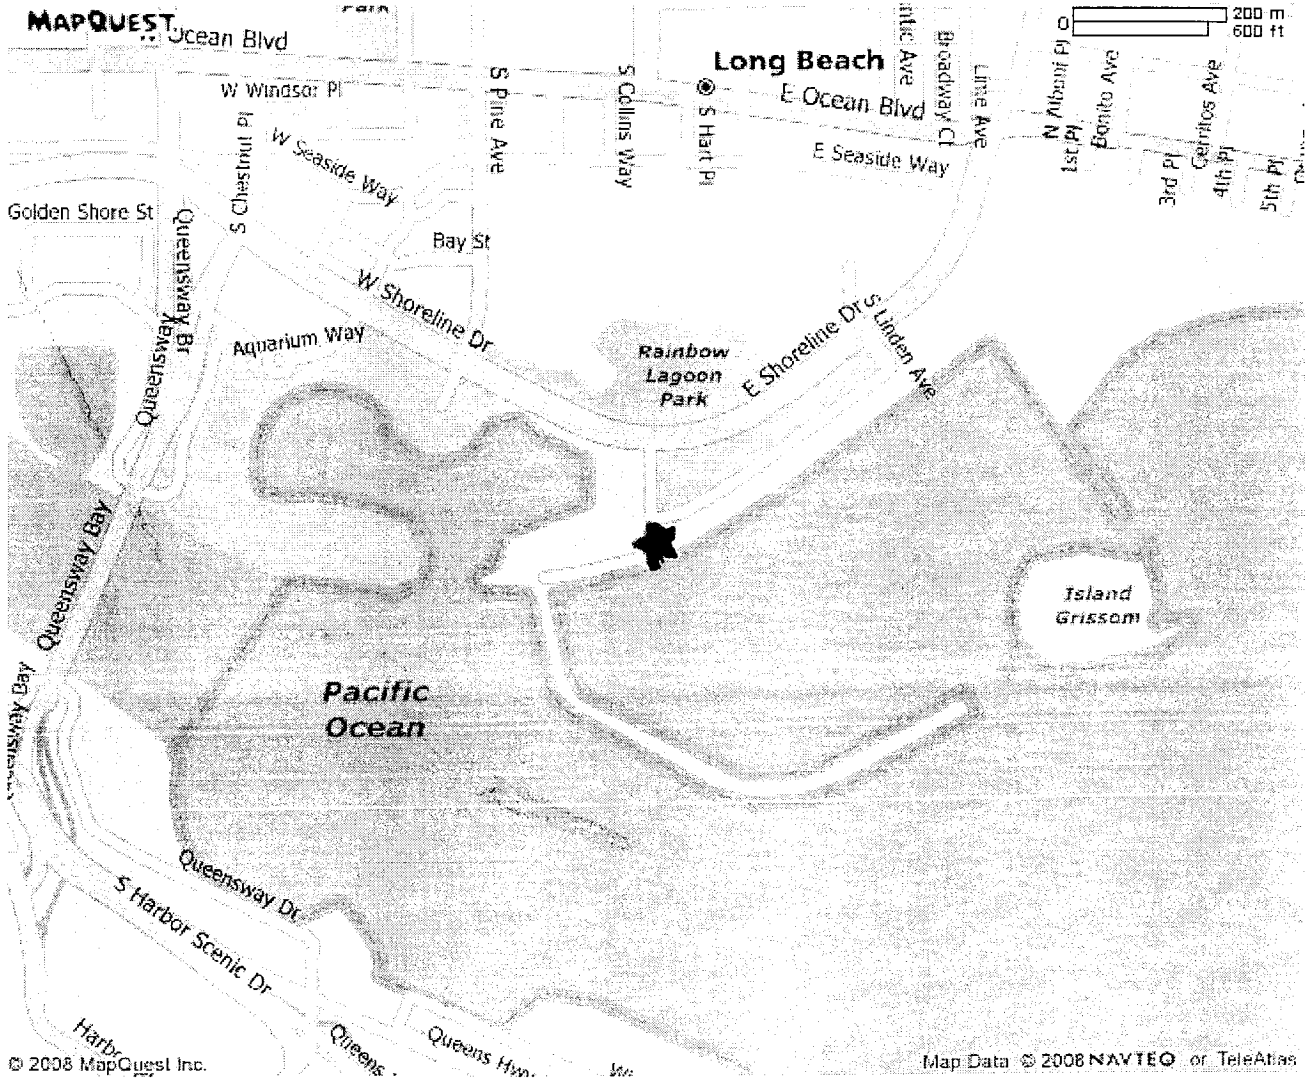 MAPQUEST
Ocean Blvd
Park
200 m
0
600 ft
Long Beach
W Windsor Pl
E Ocean Blvd
S Pine Ave
S Collins Way
S Hart Pl
Broadway Ct
Lime Ave
N Alboni Pl
1st Pl
Bonito Ave
Cerritos Ave
3rd Pl
4th Pl
5th Pl
W Seaside Way
E Seaside Way
S Chestnut Pl
Golden Shore St
Queensway Br
Bay St
W Shoreline Dr
Aquarium Way
Queensway
Rainbow
Lagoon
Park
E Shoreline Dr
S Linden Ave
Queensway Bay
Island
Grissom
Queensway Bay
Pacific
Ocean
Queensway Dr
S Harbor Scenic Dr
Queens Hwy
Queens
© 2008 MapQuest Inc.
Map Data © 2008 NAVTEQ or TeleAtlas